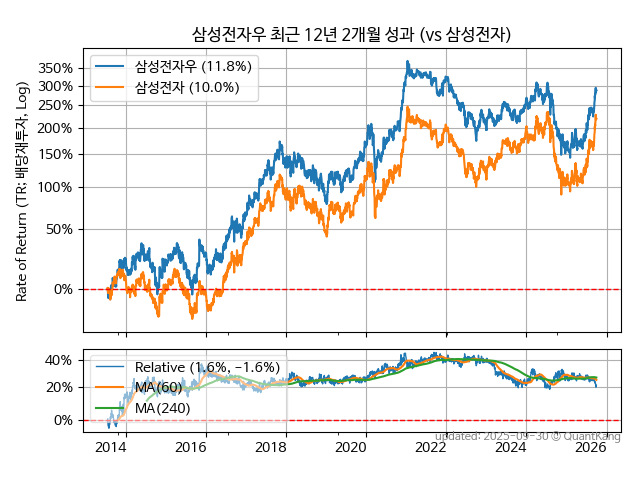 삼성전자우 최근 12년 2개월 성과 (vs 삼성전자)
Rate of Return (TR: 배당재투자, Log)
350%
300%
250%
200%
150%
100%
50%
0%
삼성전자우 (11.8%)
삼성전자 (10.0%)
40%
20%
0%
Relative (1.6%, −1.6%)
MA(60)
MA(240)
2014 2016 2018 2020 2022 2024 2026
updated: 2025-09-30 © QuantKang